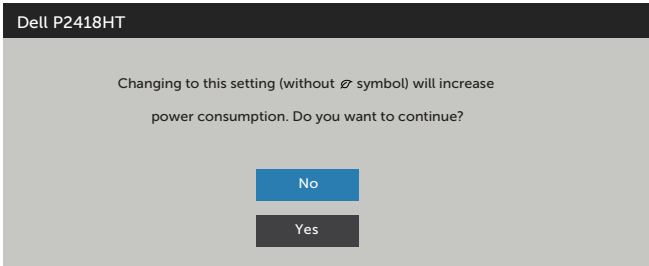 Dell P2418HT
Changing to this setting (without symbol) will increase
power consumption. Do you want to continue?
No
Yes